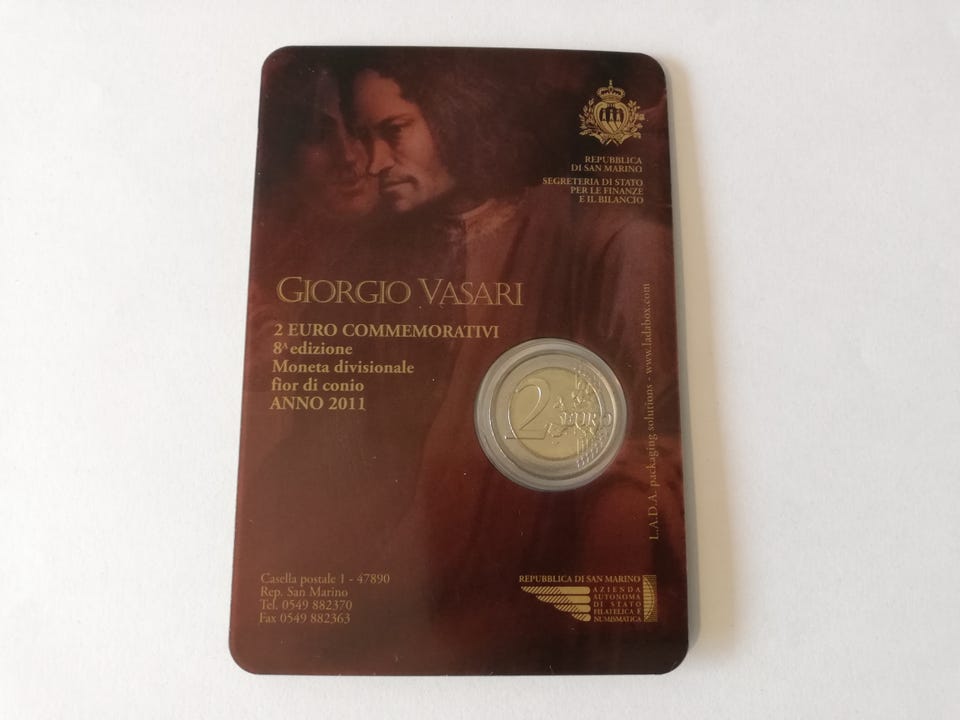 REPUBBLICA
DI SAN MARINO
SEGRETERIA DI STATO
PER LE FINANZE
E IL BILANCIO
GIORGIO VASARI
2 EURO COMMEMORATIVI
8ᴬ edizione
Moneta divisionale
fior di conio
ANNO 2011
2 EURO
L.A.D.A. packaging solutions - www.ladabox.com
Casella postale 1 - 47890
Rep. San Marino
Tel. 0549 882370
Fax 0549 882363
REPUBBLICA DI SAN MARINO
AZIENDA
AUTONOMA
DI STATO
FILATELICA E
NUMISMATICA